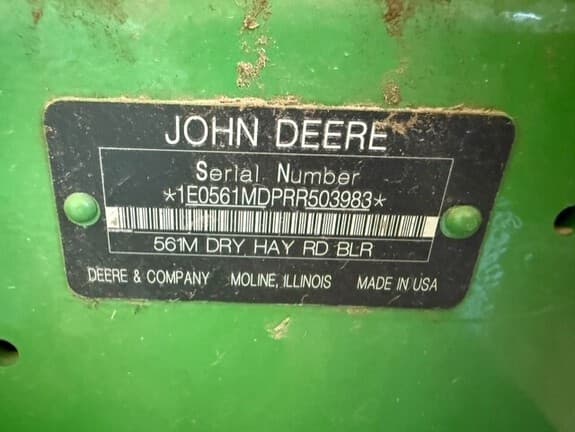 JOHN DEERE
Serial Number
*1E0561MDPRR503983*
561M DRY HAY RD BLR
DEERE & COMPANY MOLINE, ILLINOIS MADE IN USA